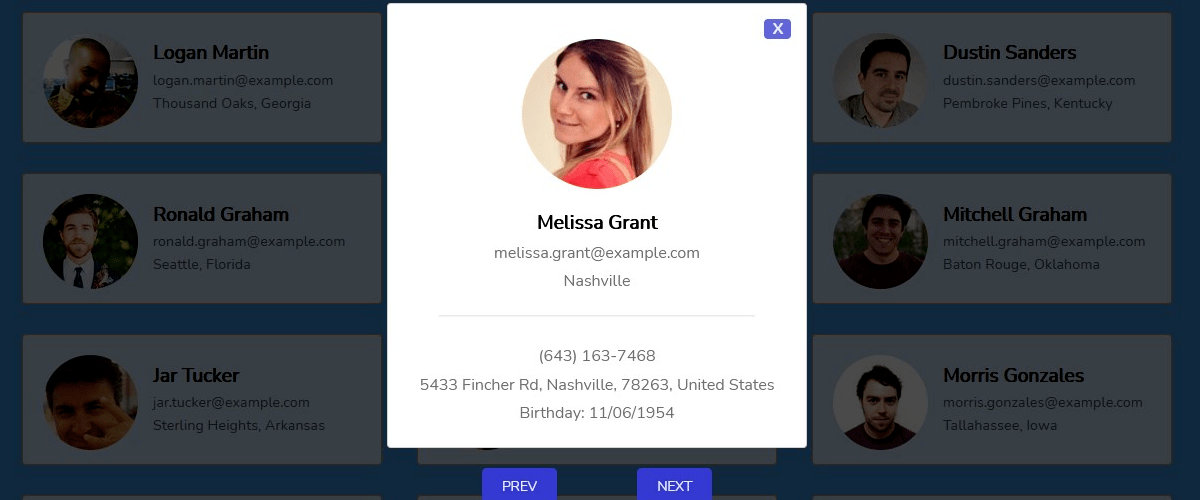 Logan Martin
logan.martin@example.com
Thousand Oaks, Georgia
Ronald Graham
ronald.graham@example.com
Seattle, Florida
Jar Tucker
jar.tucker@example.com
Sterling Heights, Arkansas
X
Melissa Grant
melissa.grant@example.com
Nashville
(643) 163-7468
5433 Fincher Rd, Nashville, 78263, United States
Birthday: 11/06/1954
PREV
NEXT
Dustin Sanders
dustin.sanders@example.com
Pembroke Pines, Kentucky
Mitchell Graham
mitchell.graham@example.com
Baton Rouge, Oklahoma
Morris Gonzales
morris.gonzales@example.com
Tallahassee, Iowa